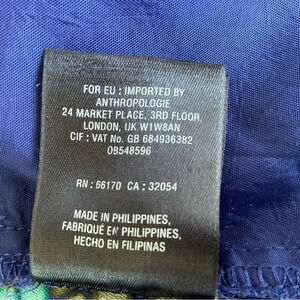 FOR EU : IMPORTED BY
ANTHROPOLOGIE
24 MARKET PLACE, 3RD FLOOR,
LONDON, UK W1W8AN
CIF : VAT No. GB 684936382
0B548596
RN : 66170 CA : 32054
MADE IN PHILIPPINES,
FABRIQUÉ EN PHILIPPINES,
HECHO EN FILIPINAS